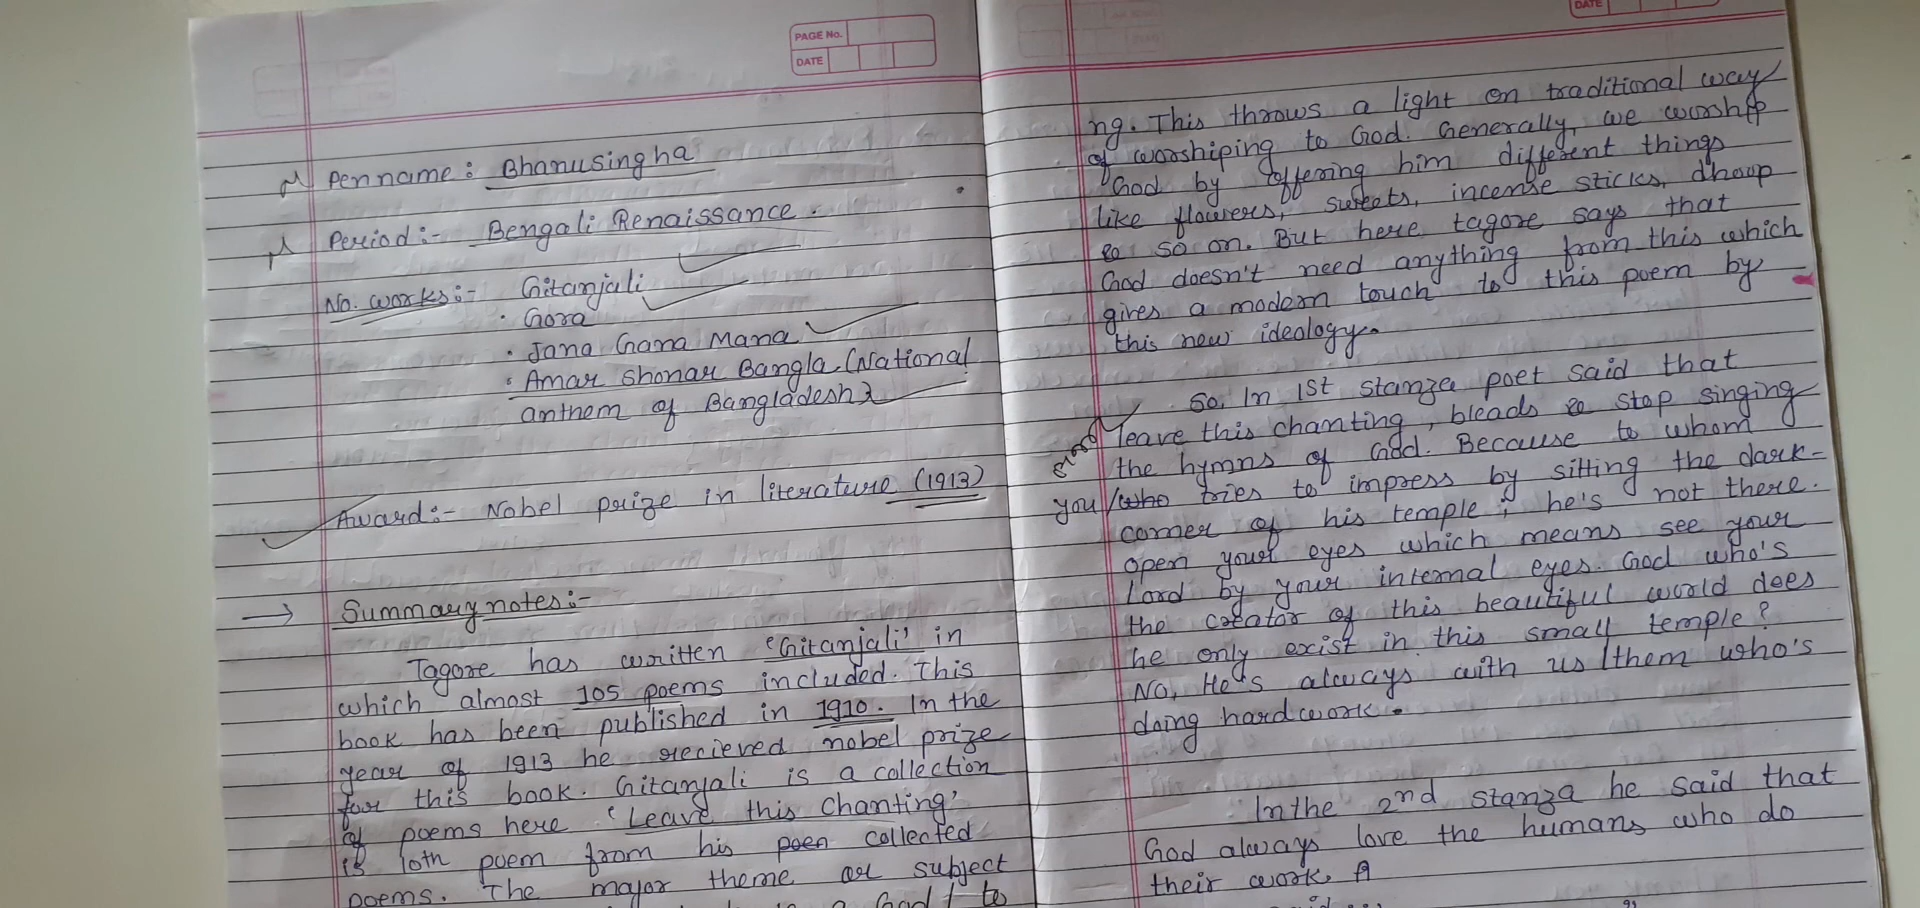 PAGE No.
DATE
Pen name : Bhanusingha
Period :- Bengali Renaissance .
No. works :- Gitanjali
. Gora
. Jana Gana Mana
. Amar Shonar Bangla (National
anthem of Bangladesh)
Award :- Nobel prize in literature (1913)
→ Summary notes :-
Tagore has written 'Gitanjali' in
which almost 105 poems included. This
book has been published in 1910. In the
year of 1913 he recieved nobel prize
for this book. Gitanjali is a collection
of poems here 'Leave this Chanting'
is 10th poem from his poen collected
poems. The major theme or subject
a God to
DATE
ng. This throws a light on traditional way
of worshiping to God. Generally, we worship
God by offering him different things
like flowers, sweets, incense sticks, dhoop
& so on. But here tagore says that
God doesn't need anything from this which
gives a modern touch to this poem by
this new ideology.
So, In 1st stanza poet said that
leave this chanting, bleads & stop singing
the hymns of God. Because to whom
you/who tries to impress by sitting the dark-
corner of his temple ; he's not there.
open your eyes which means see your
Lord by your internal eyes. God who's
the creator of this beautiful world does
he only exist in this small temple?
No, He's always with us/them who's
doing hardwork.
In the 2nd stanza he said that
God always love the humans who do
their work. A